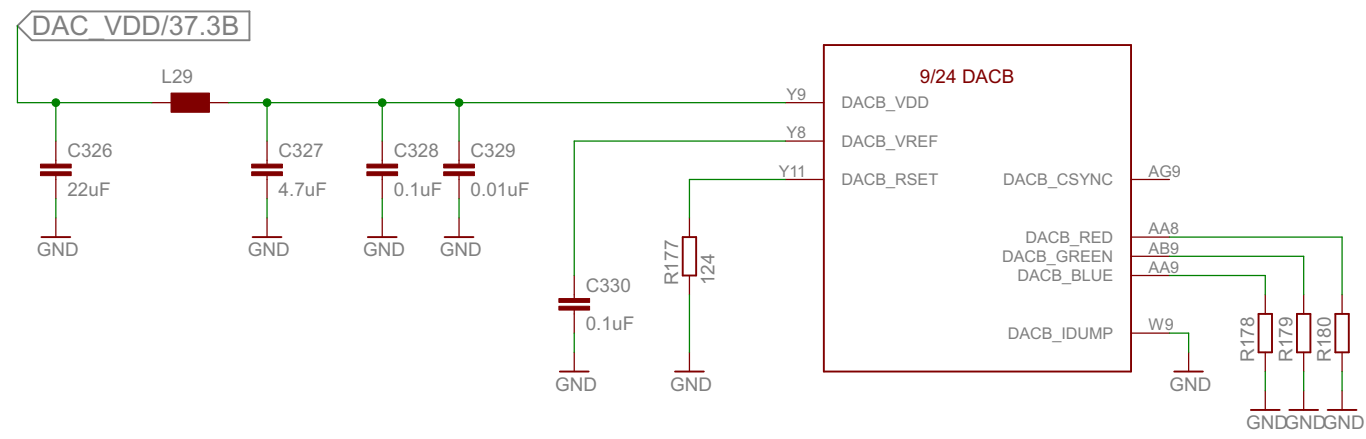 DAC_VDD/37.3B
L29
9/24 DACB
Y9
DACB_VDD
Y8
DACB_VREF
C326
22uF
C327
4.7uF
C328
0.1uF
C329
0.01uF
Y11
DACB_RSET
DACB_CSYNC
AG9
GND
GND
GND
GND
R177
124
DACB_RED
AA8
DACB_GREEN
AB9
DACB_BLUE
AA9
C330
0.1uF
DACB_IDUMP
W9
R178
R179
R180
GND
GND
GND
GND
GND
GND